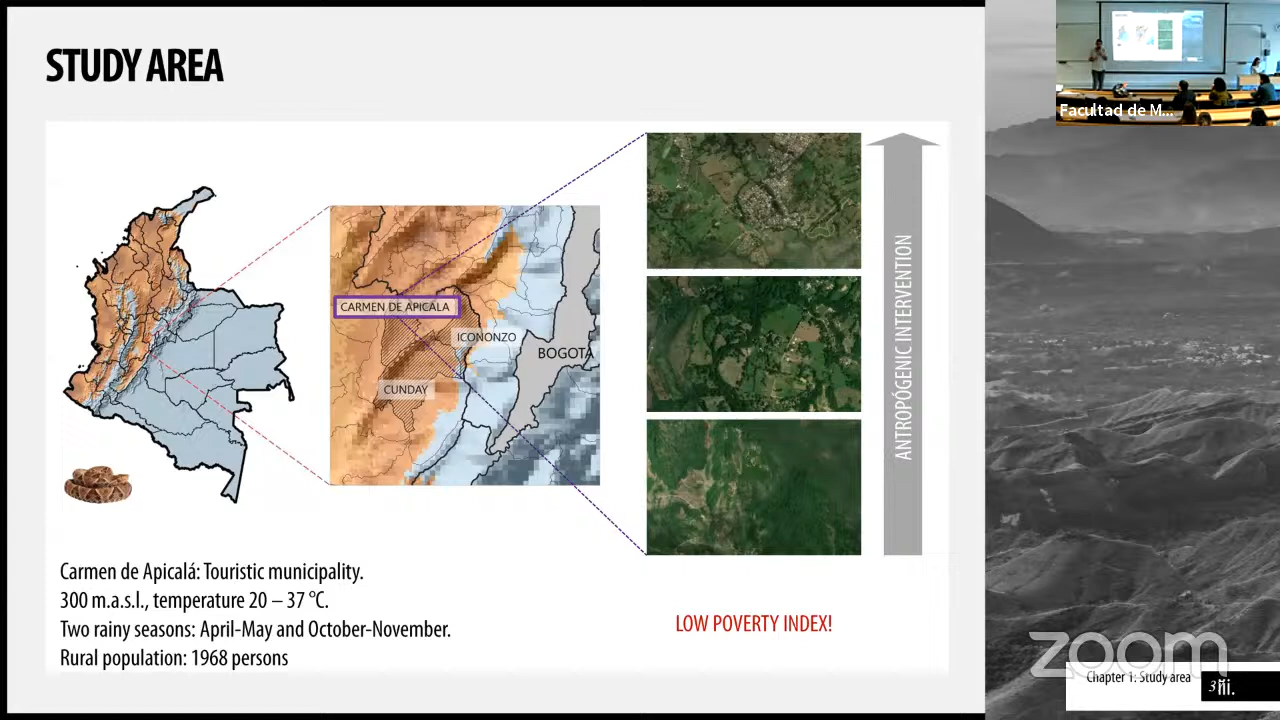 STUDY AREA
Facultad de M...
CARMEN DE APICALÁ
ICONONZO
BOGOTÁ
CUNDAY
ANTROPÓGENIC INTERVENTION
Carmen de Apicalá: Touristic municipality.
300 m.a.s.l., temperature 20 – 37 °C.
Two rainy seasons: April-May and October-November.
Rural population: 1968 persons
LOW POVERTY INDEX!
zoom
Chapter 1: Study area